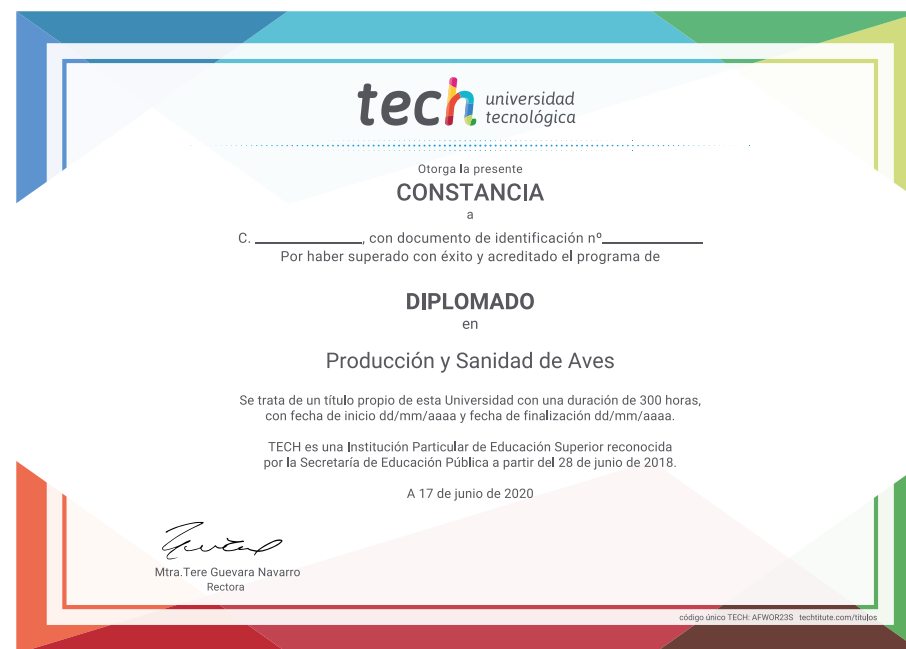 tech universidad
tecnológica
Otorga la presente
CONSTANCIA
a
C. ______________, con documento de identificación nº_____________
Por haber superado con éxito y acreditado el programa de
DIPLOMADO
en
Producción y Sanidad de Aves
Se trata de un título propio de esta Universidad con una duración de 300 horas,
con fecha de inicio dd/mm/aaaa y fecha de finalización dd/mm/aaaa.
TECH es una Institución Particular de Educación Superior reconocida
por la Secretaría de Educación Pública a partir del 28 de junio de 2018.
A 17 de junio de 2020
Mtra.Tere Guevara Navarro
Rectora
código único TECH: AFWOR23S techtitute.com/titulos